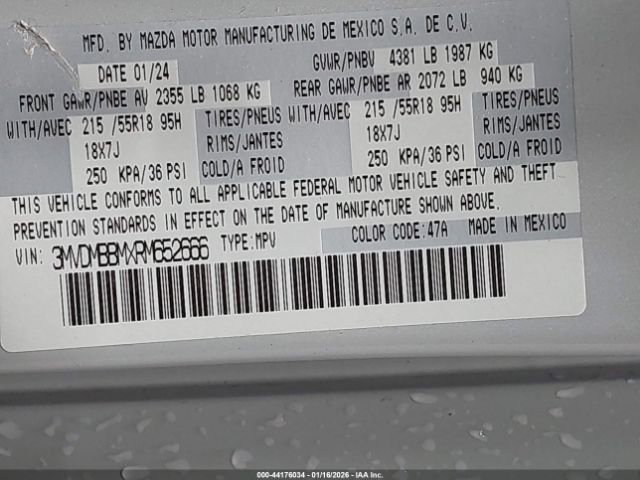 MFD. BY MAZDA MOTOR MANUFACTURING DE MEXICO S.A. DE C.V.
DATE 01/24 GVWR/PNBV 4381 LB 1987 KG
FRONT GAWR/PNBE AV 2355 LB 1068 KG REAR GAWR/PNBE AR 2072 LB 940 KG
WITH/AVEC 215 /55R18 95H TIRES/PNEUS WITH/AVEC 215 /55R18 95H TIRES/PNEUS
18X7J RIMS/JANTES 18X7J RIMS/JANTES
250 KPA/36 PSI COLD/A FROID 250 KPA/36 PSI COLD/A FROID
THIS VEHICLE CONFORMS TO ALL APPLICABLE FEDERAL MOTOR VEHICLE SAFETY AND THEFT
PREVENTION STANDARDS IN EFFECT ON THE DATE OF MANUFACTURE SHOWN ABOVE.
VIN: 3MVDMBBMXRM652666 TYPE:MPV COLOR CODE:47A MADE IN MEXICO
000-44176034 - 01/16/2026 - IAA Inc.